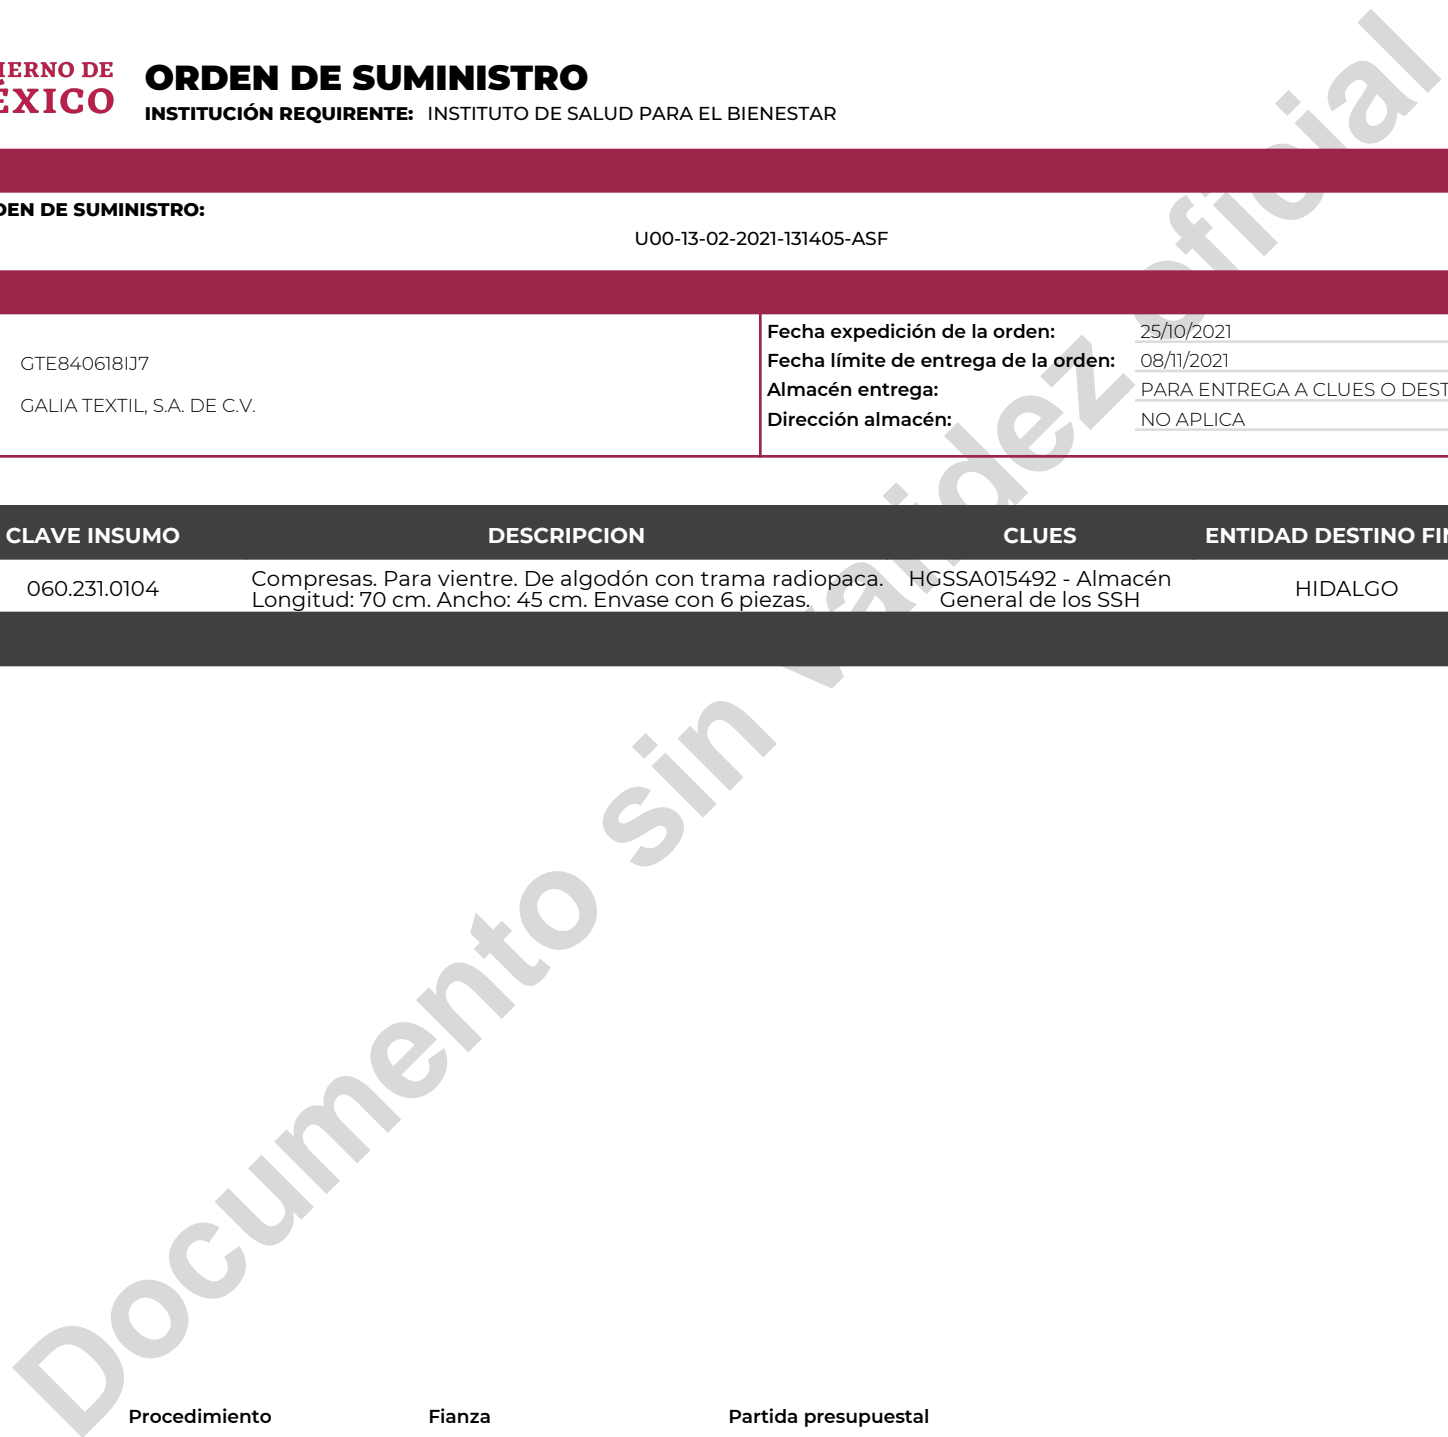 IERNO DE
ÉXICO
ORDEN DE SUMINISTRO
INSTITUCIÓN REQUIRENTE: INSTITUTO DE SALUD PARA EL BIENESTAR
DEN DE SUMINISTRO:
U00-13-02-2021-131405-ASF
GTE840618IJ7
GALIA TEXTIL, S.A. DE C.V.
Fecha expedición de la orden: 25/10/2021
Fecha límite de entrega de la orden: 08/11/2021
Almacén entrega: PARA ENTREGA A CLUES O DEST
Dirección almacén: NO APLICA
CLAVE INSUMO DESCRIPCION CLUES ENTIDAD DESTINO FIN
060.231.0104 Compresas. Para vientre. De algodón con trama radiopaca. HGSSA015492 - Almacén HIDALGO
Longitud: 70 cm. Ancho: 45 cm. Envase con 6 piezas. General de los SSH
Documento sin validez oficial
Procedimiento Fianza Partida presupuestal